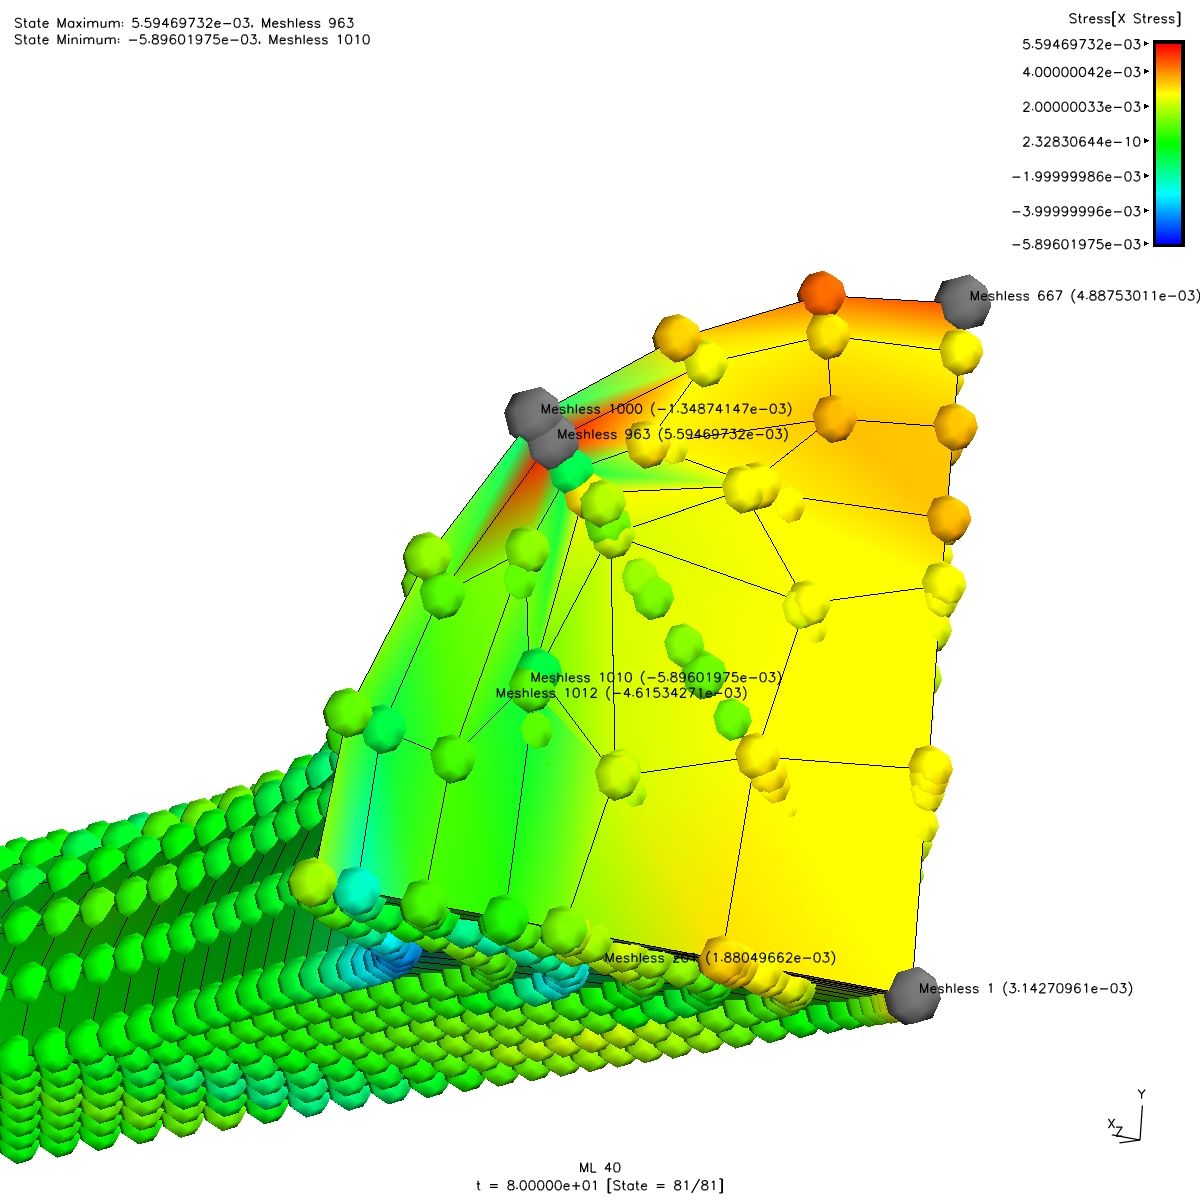 State Maximum: 5.59469732e-03, Meshless 963
State Minimum: -5.89601975e-03, Meshless 1010
Stress[X Stress]
5.59469732e-03
4.00000042e-03
2.00000033e-03
2.32830644e-10
-1.99999986e-03
-3.99999996e-03
-5.89601975e-03
Meshless 667 (4.88753011e-03)
Meshless 1000 (-1.34874147e-03)
Meshless 963 (5.59469732e-03)
Meshless 1010 (-5.89601975e-03)
Meshless 1012 (-4.61534271e-03)
Meshless (1.88049662e-03)
Meshless 1 (3.14270961e-03)
Y
X
Z
ML 40
t = 8.00000e+01 [State = 81/81]